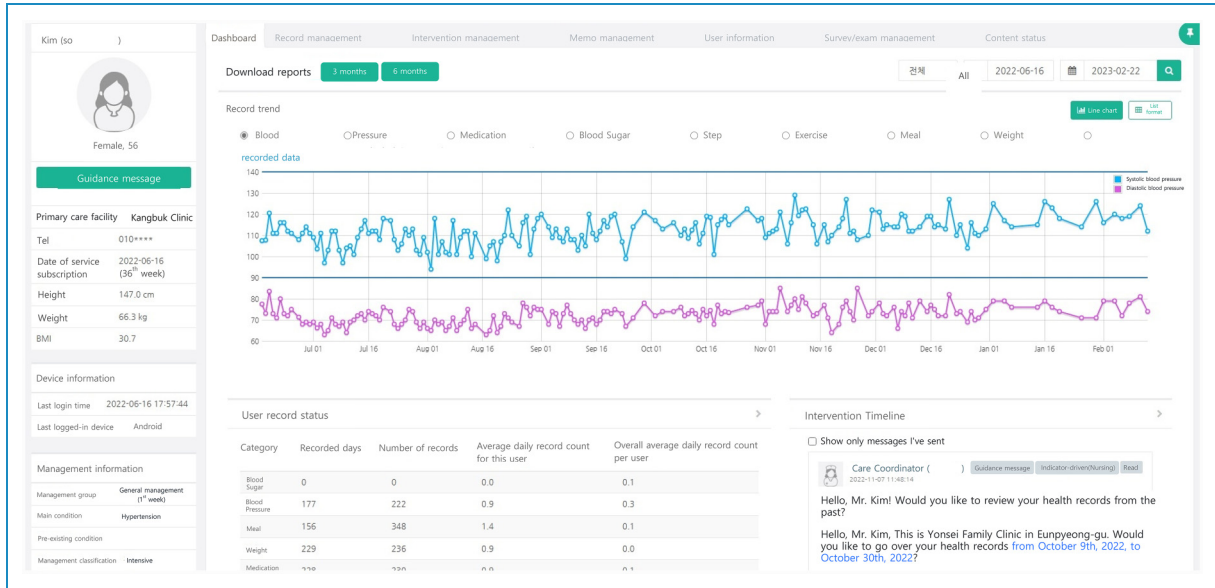 Kim (so )
Female, 56
Guidance message
Primary care facility Kangbuk Clinic
Tel 010****
Date of service subscription 2022-06-16 (36th week)
Height 147.0 cm
Weight 66.3 kg
BMI 30.7
Device information
Last login time 2022-06-16 17:57:44
Last logged-in device Android
Management information
Management group General management (1st week)
Main condition Hypertension
Pre-existing condition
Management classification Intensive
Dashboard Record management Intervention management Memo management User information Survey/exam management Content status
Download reports 3 months 6 months 전체 All 2022-06-16 2023-02-22
Record trend Line chart List format
Blood Pressure Medication Blood Sugar Step Exercise Meal Weight
recorded data
Systolic blood pressure
Diastolic blood pressure
140
130
120
110
100
90
80
70
60
Jul 01 Jul 16 Aug 01 Aug 16 Sep 01 Sep 16 Oct 01 Oct 16 Nov 01 Nov 16 Dec 01 Dec 16 Jan 01 Jan 16 Feb 01
User record status >
Category Recorded days Number of records Average daily record count for this user Overall average daily record count per user
Blood Sugar 0 0 0.0 0.1
Blood Pressure 177 222 0.9 0.3
Meal 156 348 1.4 0.1
Weight 229 236 0.9 0.0
Medication 228 230 0.9 0.1
Intervention Timeline >
Show only messages I've sent
Care Coordinator ( ) Guidance message Indicator-driven(Nursing) Read
2022-11-07 11:48:14
Hello, Mr. Kim! Would you like to review your health records from the
past?
Hello, Mr. Kim, This is Yonsei Family Clinic in Eunpyeong-gu. Would
you like to go over your health records from October 9th, 2022, to
October 30th, 2022?